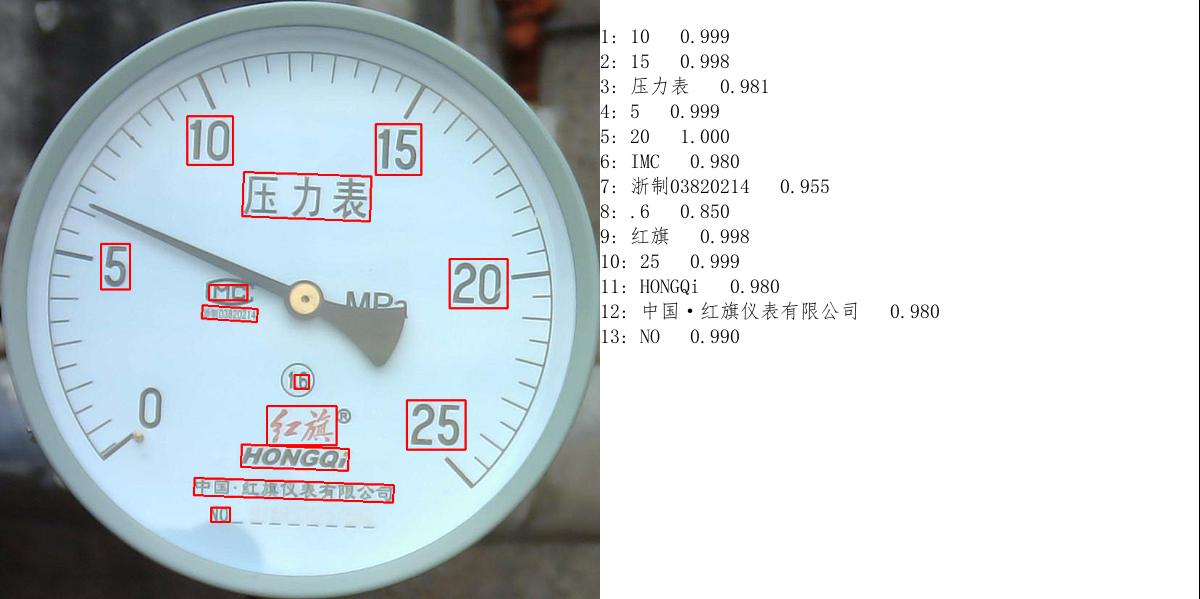 10
15
压力表
5
20
MC
MPa
浙制03820214
16
0
红旗®
25
HONGQi
中国·红旗仪表有限公司
NO
1: 10 0.999
2: 15 0.998
3: 压力表 0.981
4: 5 0.999
5: 20 1.000
6: IMC 0.980
7: 浙制03820214 0.955
8: .6 0.850
9: 红旗 0.998
10: 25 0.999
11: HONGQi 0.980
12: 中国·红旗仪表有限公司 0.980
13: NO 0.990